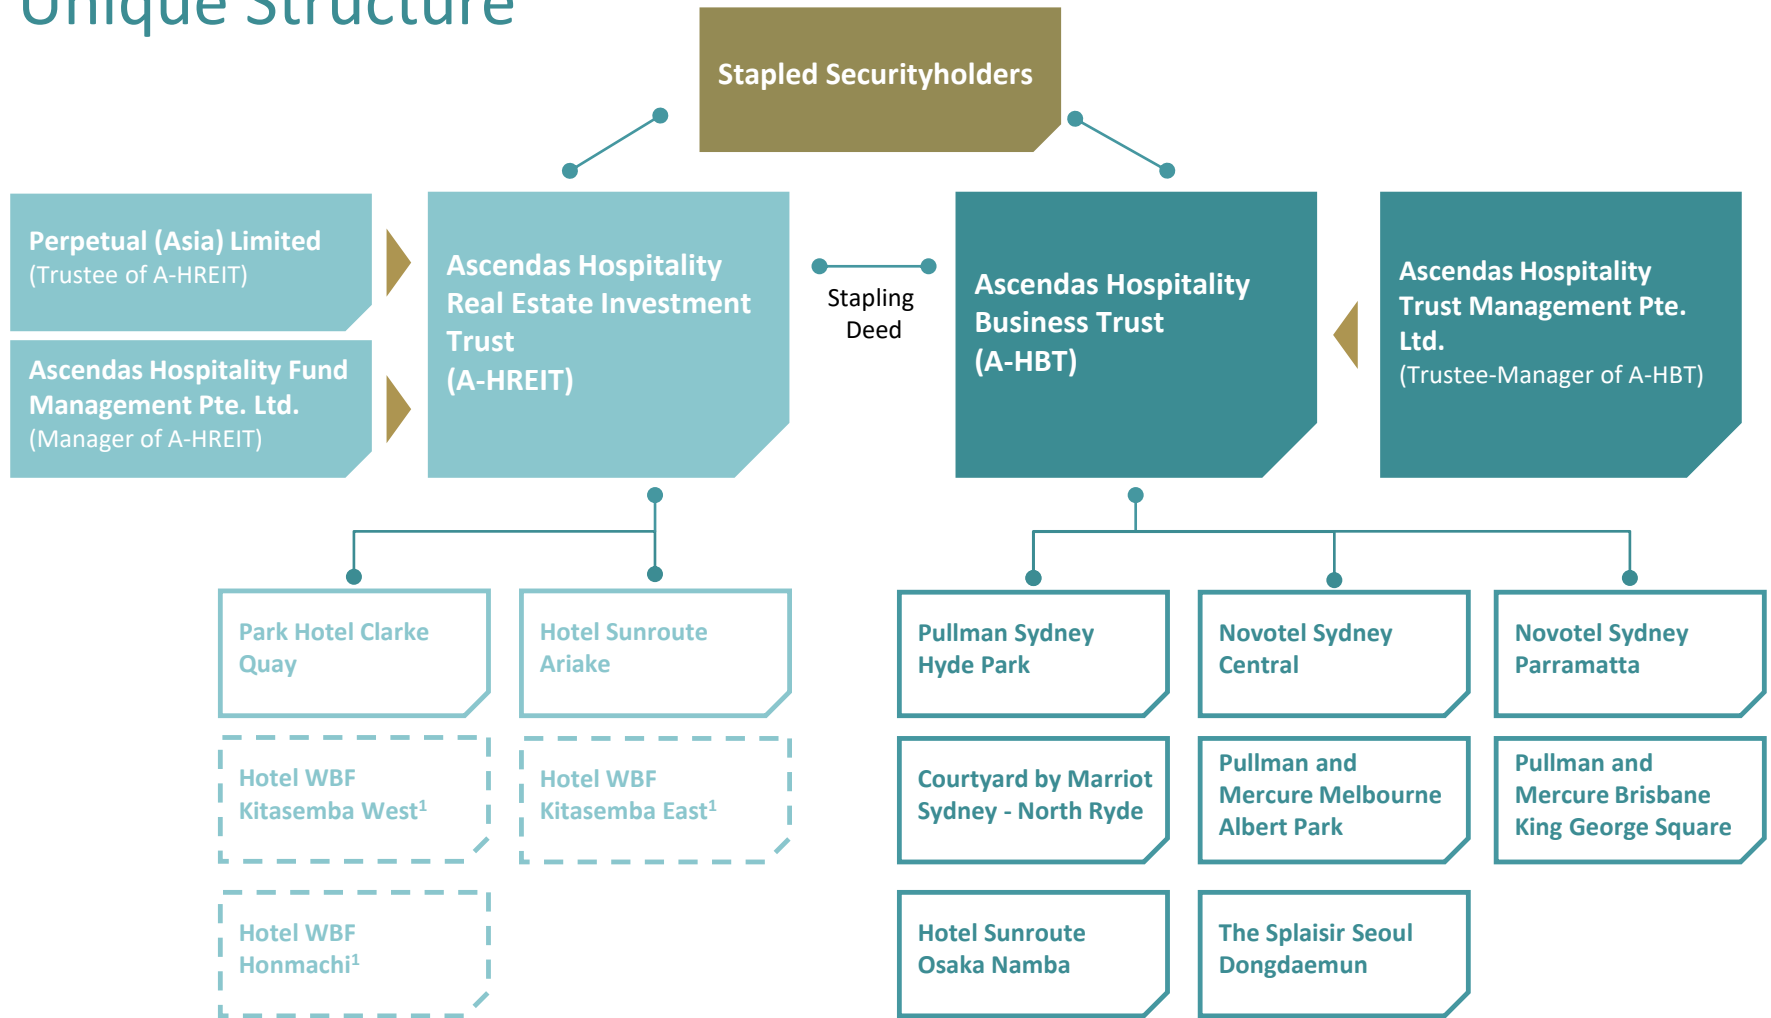 Unique Structure
Stapled Securityholders
Perpetual (Asia) Limited
(Trustee of A-HREIT)
Ascendas Hospitality Fund
Management Pte. Ltd.
(Manager of A-HREIT)
Ascendas Hospitality
Real Estate Investment
Trust
(A-HREIT)
Stapling
Deed
Ascendas Hospitality
Business Trust
(A-HBT)
Ascendas Hospitality
Trust Management Pte.
Ltd.
(Trustee-Manager of A-HBT)
Park Hotel Clarke
Quay
Hotel Sunroute
Ariake
Hotel WBF
Kitasemba West¹
Hotel WBF
Kitasemba East¹
Hotel WBF
Honmachi¹
Pullman Sydney
Hyde Park
Novotel Sydney
Central
Novotel Sydney
Parramatta
Courtyard by Marriot
Sydney - North Ryde
Pullman and
Mercure Melbourne
Albert Park
Pullman and
Mercure Brisbane
King George Square
Hotel Sunroute
Osaka Namba
The Splaisir Seoul
Dongdaemun